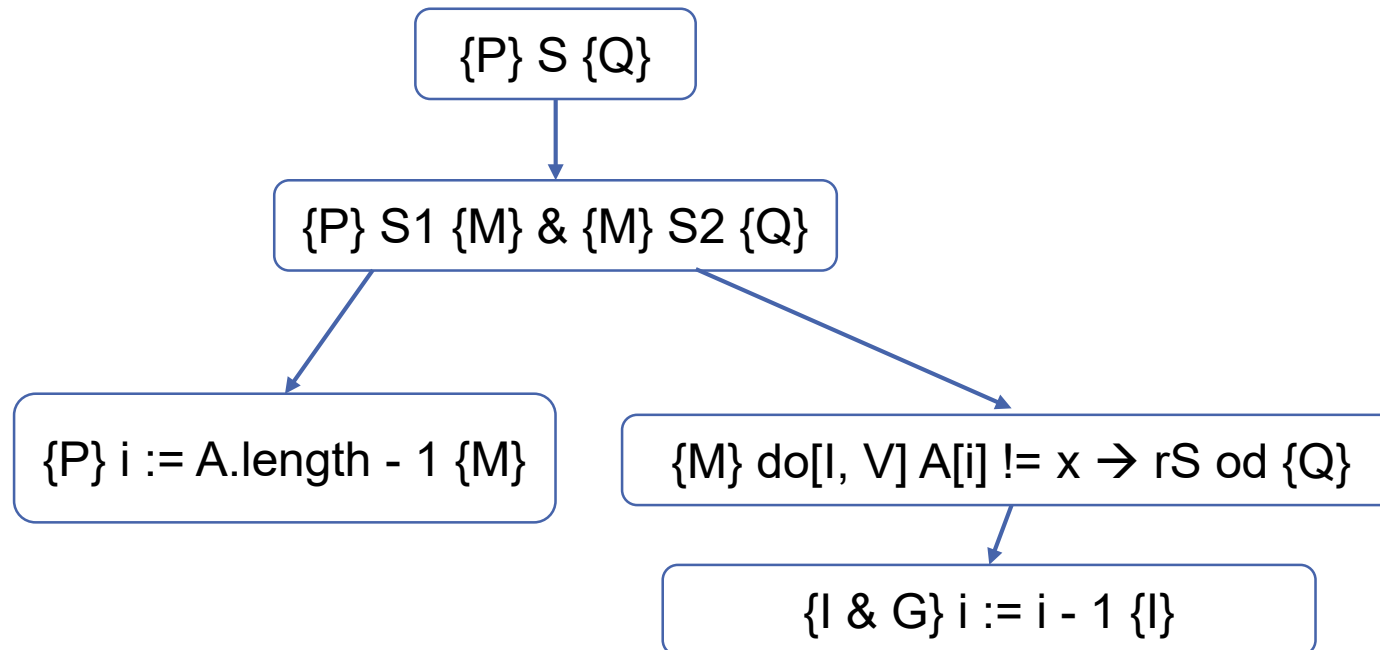 {P} S {Q}
{P} S1 {M} & {M} S2 {Q}
{P} i := A.length - 1 {M}
{M} do[I, V] A[i] != x → rS od {Q}
{I & G} i := i - 1 {I}